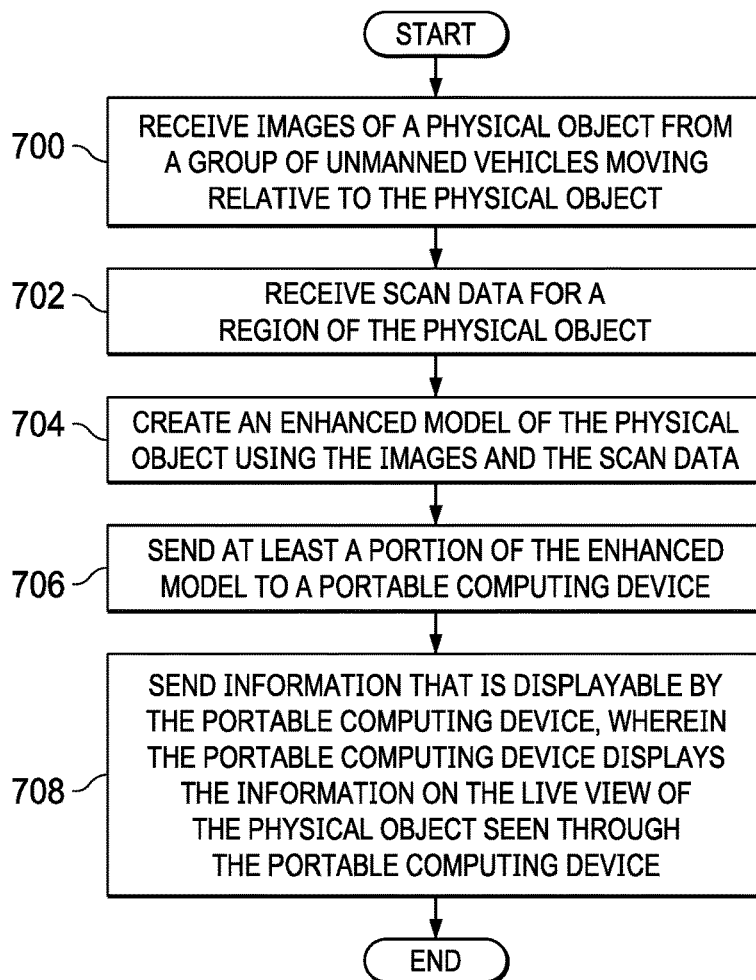 START
700
RECEIVE IMAGES OF A PHYSICAL OBJECT FROM
A GROUP OF UNMANNED VEHICLES MOVING
RELATIVE TO THE PHYSICAL OBJECT
702
RECEIVE SCAN DATA FOR A
REGION OF THE PHYSICAL OBJECT
704
CREATE AN ENHANCED MODEL OF THE PHYSICAL
OBJECT USING THE IMAGES AND THE SCAN DATA
706
SEND AT LEAST A PORTION OF THE ENHANCED
MODEL TO A PORTABLE COMPUTING DEVICE
708
SEND INFORMATION THAT IS DISPLAYABLE BY
THE PORTABLE COMPUTING DEVICE, WHEREIN
THE PORTABLE COMPUTING DEVICE DISPLAYS
THE INFORMATION ON THE LIVE VIEW OF
THE PHYSICAL OBJECT SEEN THROUGH
THE PORTABLE COMPUTING DEVICE
END